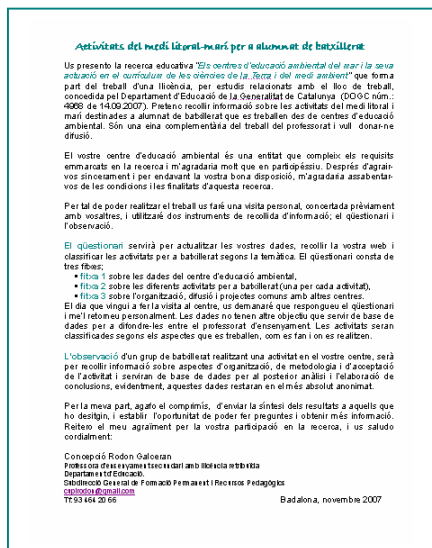 Activitats del medi litoral-marí per a alumnat de batxillerat
Us presento la recerca educativa "Els centres d'educació ambiental del mar i la seva
actuació en el currículum de les ciències de la Terra i del medi ambient" que forma
part del treball d'una llicència, per estudis relacionats amb el lloc de treball,
concedida pel Departament d'Educació de la Generalitat de Catalunya (DOGC núm.:
4968 de 14.09.2007). Pretenc recollir informació sobre les activitats del medi litoral i
marí destinades a alumnat de batxillerat que es treballen des de centres d'educació
ambiental. Són una eina complementària del treball del professorat i vull donar-ne
difusió.
El vostre centre d'educació ambiental és una entitat que compleix els requisits
emmarcats en la recerca i m'agradaria molt que en participéssiu. Després d'agrair-
vos sincerament i per endavant la vostra bona disposició, m'agradaria assabentar-
vos de les condicions i les finalitats d'aquesta recerca.
Per tal de poder realitzar el treball us faré una visita personal, concertada prèviament
amb vosaltres, i utilitzaré dos instruments de recollida d'informació; el qüestionari i
l'observació.
El qüestionari servirà per actualitzar les vostres dades, recollir la vostra web i
classificar les activitats per a batxillerat segons la temàtica. El qüestionari consta de
tres fitxes;
▪ fitxa 1 sobre les dades del centre d'educació ambiental,
▪ fitxa 2 sobre les diferents activitats per a batxillerat (una per cada activitat),
▪ fitxa 3 sobre l'organització, difusió i projectes comuns amb altres centres.
El dia que vingui a fer la visita al centre, us demanaré que respongueu el qüestionari
i me'l retorneu personalment. Les dades no tenen altre objectiu que servir de base de
dades per a difondre-les entre el professorat d'ensenyament. Les activitats seran
classificades segons els aspectes que es treballen, com es fan i on es realitzen.
L'observació d'un grup de batxillerat realitzant una activitat en el vostre centre, serà
per recollir informació sobre aspectes d'organització, de metodologia i d'acceptació
de l'activitat i serviran de base de dades per al posterior anàlisi i l'elaboració de
conclusions, evidentment, aquestes dades restaran en el més absolut anonimat.
Per la meva part, agafo el compromís, d'enviar la síntesi dels resultats a aquells que
ho desitgin, i establir l'oportunitat de poder fer preguntes i obtenir més informació.
Reitero el meu agraïment per la vostra participació en la recerca, i us saludo
cordialment:
Concepció Rodon Galceran
Professora d'ensenyament secundari amb llicència retribuïda
Departament d'Educació.
Subdirecció General de Formació Permanent i Recursos Pedagògics
cnpirodon@gmail.com
Tf: 93 464 20 66 Badalona, novembre 2007